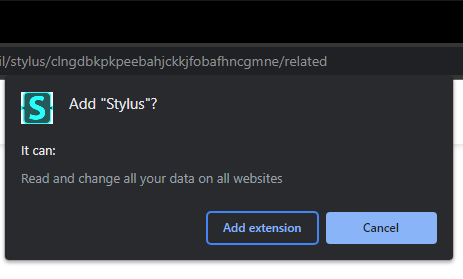 il/stylus/clngdbkpkpeebahjckkjfobafhncgmne/related
S
Add "Stylus"?
It can:
Read and change all your data on all websites
Add extension
Cancel